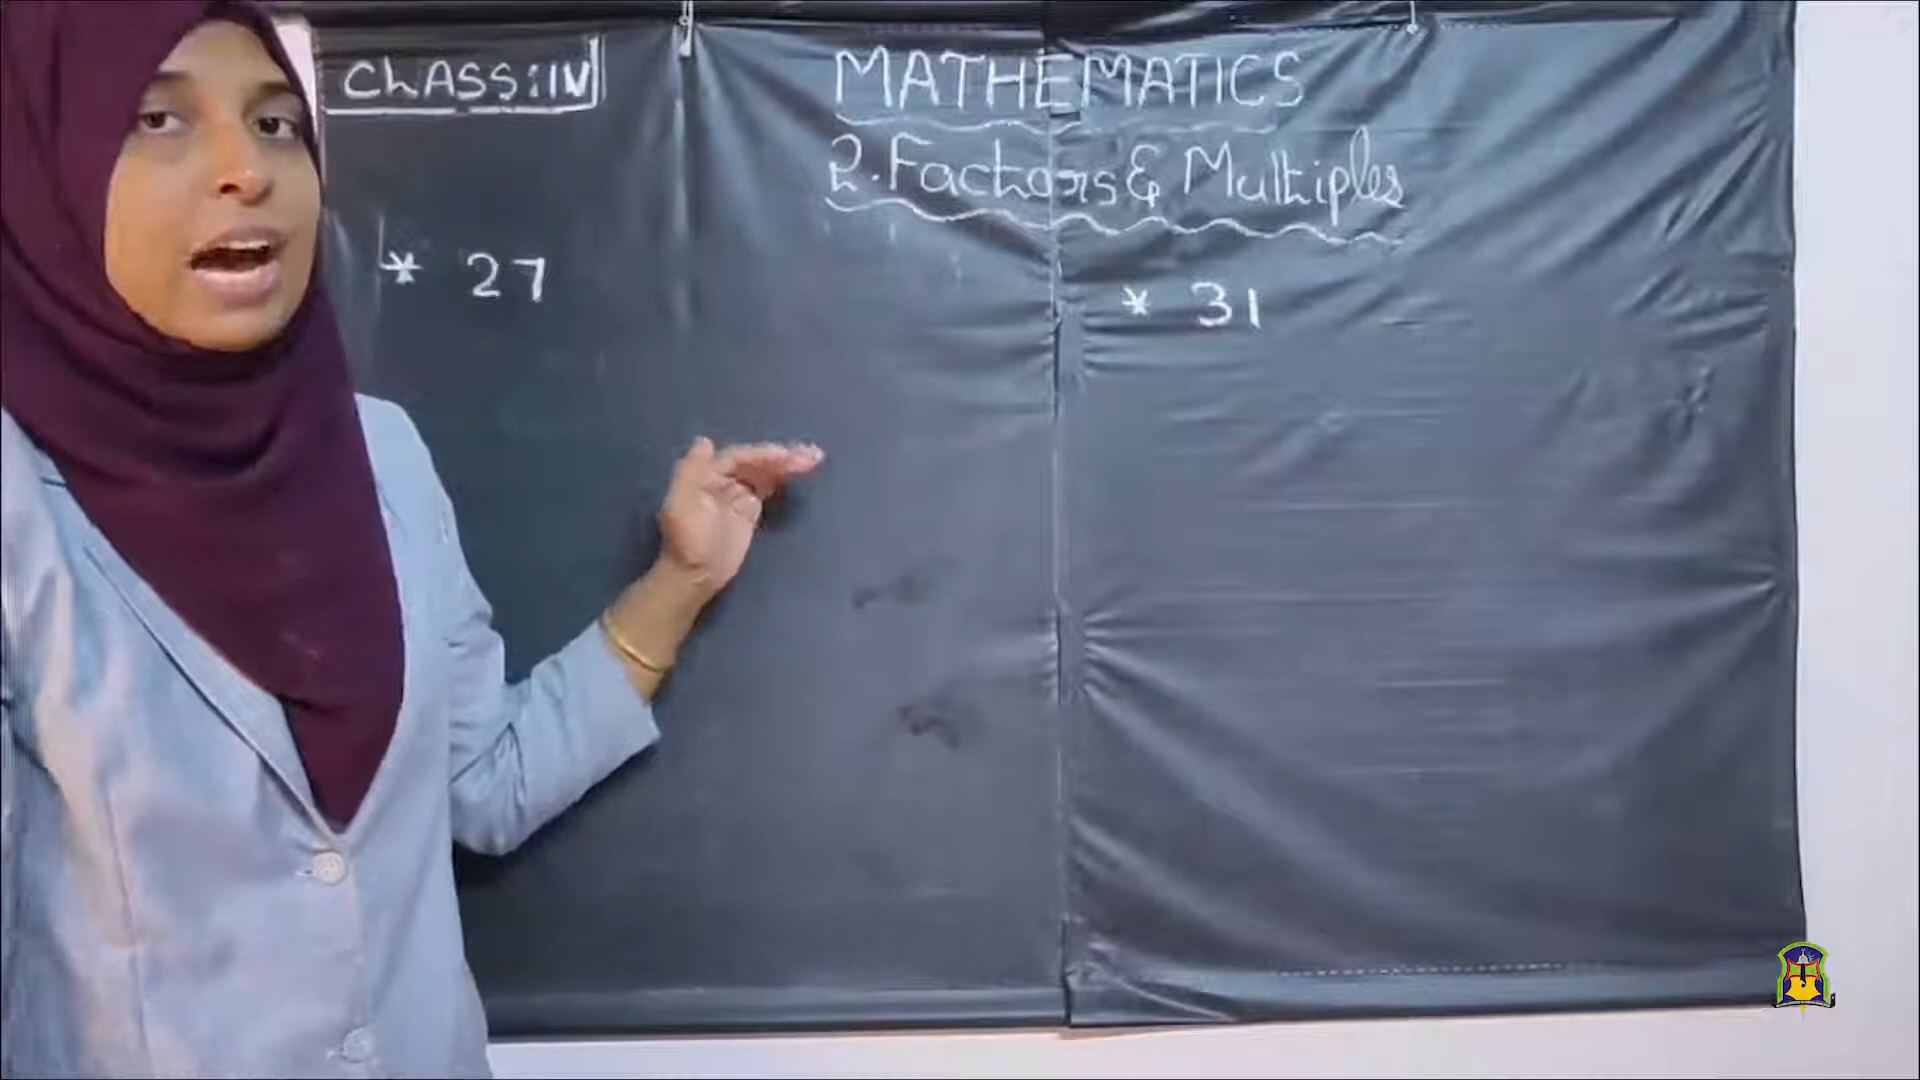 CLASS:IV
MATHEMATICS
2.Factors & Multiples
* 27
* 31